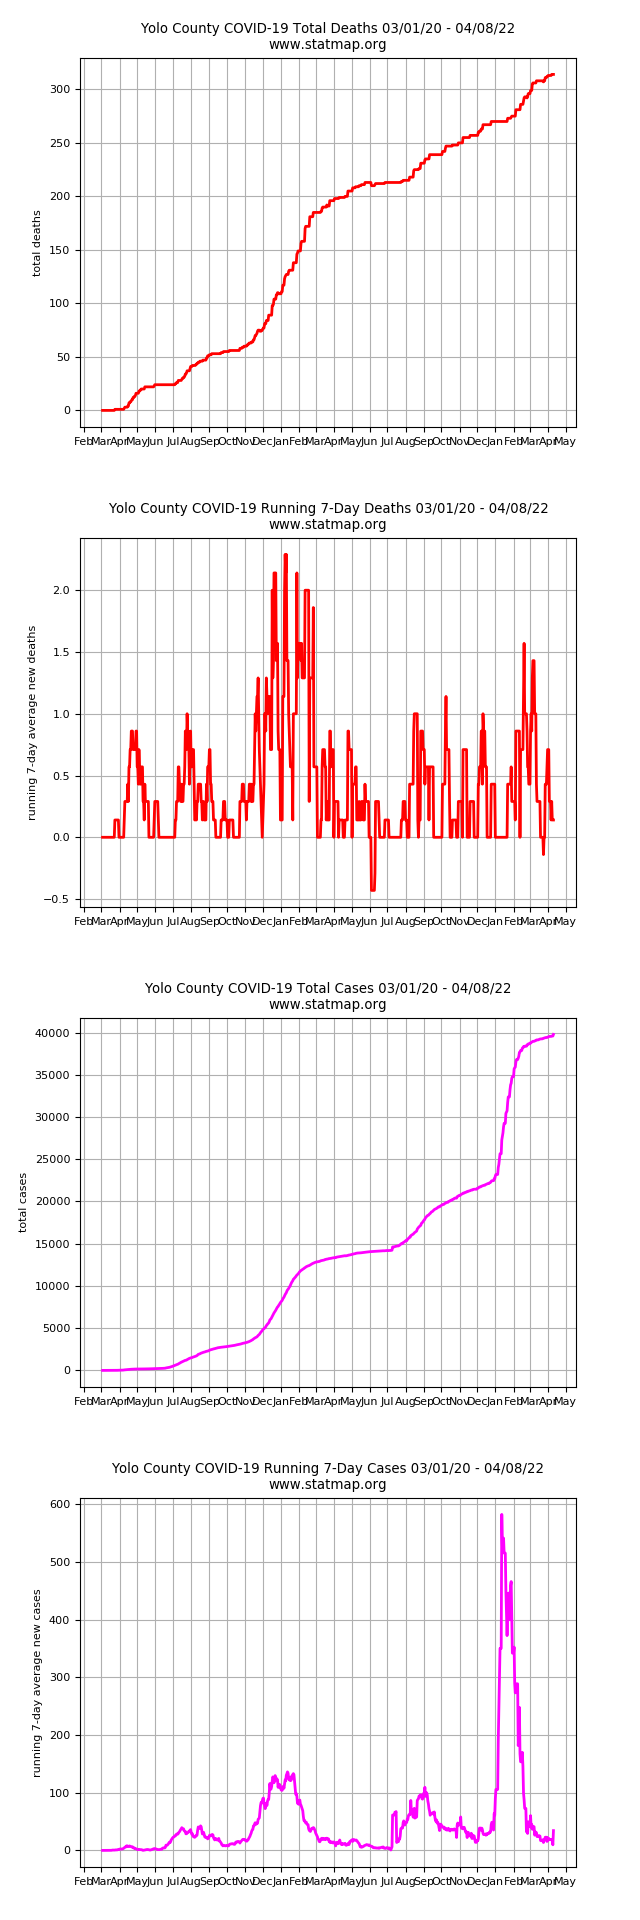 Yolo County COVID-19 Total Deaths 03/01/20 - 04/08/22
www.statmap.org
total deaths
300
250
200
150
100
50
0
Feb Mar Apr May Jun Jul Aug Sep Oct Nov Dec Jan Feb Mar Apr May Jun Jul Aug Sep Oct Nov Dec Jan Feb Mar Apr May
Yolo County COVID-19 Running 7-Day Deaths 03/01/20 - 04/08/22
www.statmap.org
running 7-day average new deaths
2.0
1.5
1.0
0.5
0.0
−0.5
Feb Mar Apr May Jun Jul Aug Sep Oct Nov Dec Jan Feb Mar Apr May Jun Jul Aug Sep Oct Nov Dec Jan Feb Mar Apr May
Yolo County COVID-19 Total Cases 03/01/20 - 04/08/22
www.statmap.org
total cases
40000
35000
30000
25000
20000
15000
10000
5000
0
Feb Mar Apr May Jun Jul Aug Sep Oct Nov Dec Jan Feb Mar Apr May Jun Jul Aug Sep Oct Nov Dec Jan Feb Mar Apr May
Yolo County COVID-19 Running 7-Day Cases 03/01/20 - 04/08/22
www.statmap.org
running 7-day average new cases
600
500
400
300
200
100
0
Feb Mar Apr May Jun Jul Aug Sep Oct Nov Dec Jan Feb Mar Apr May Jun Jul Aug Sep Oct Nov Dec Jan Feb Mar Apr May